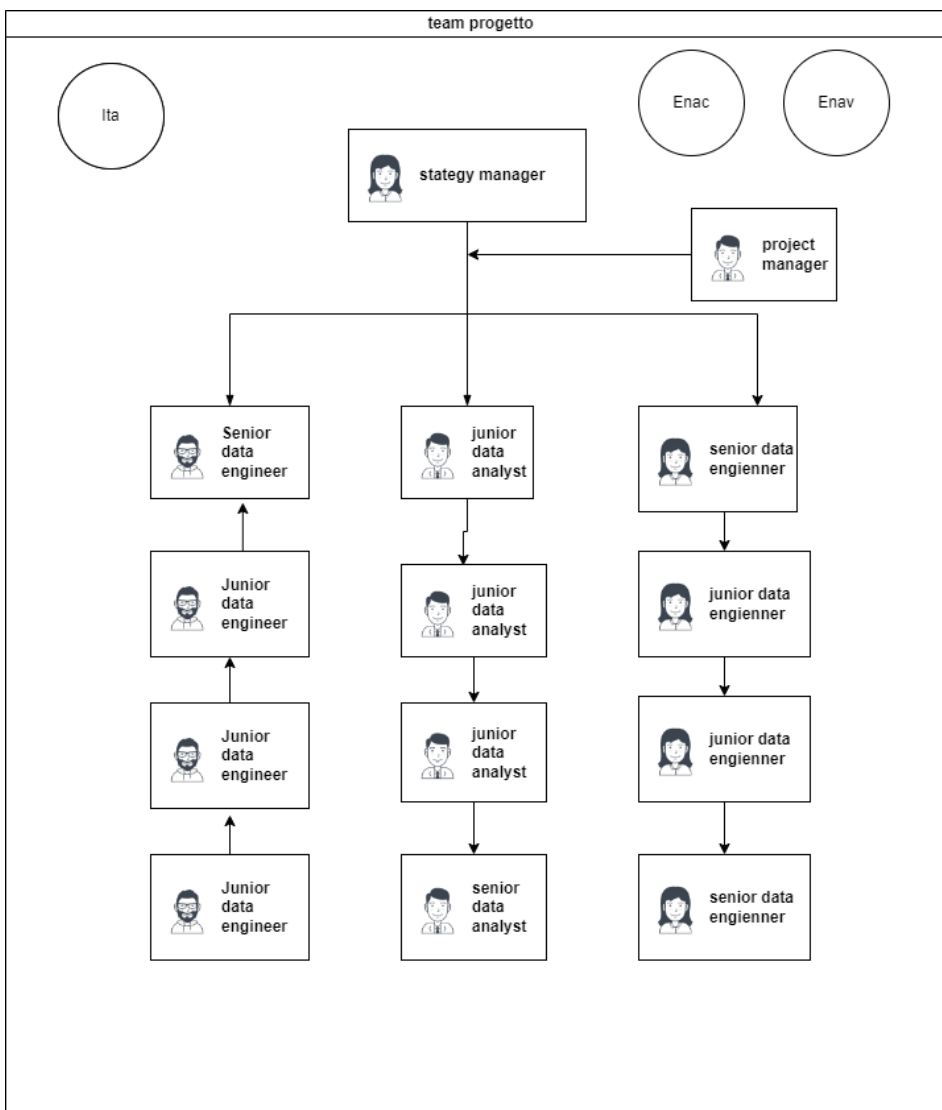 team progetto
Ita
Enac
Enav
stategy manager
project
manager
Senior
data
engineer
junior
data
analyst
senior data
engienner
Junior
data
engineer
junior
data
analyst
junior data
engienner
Junior
data
engineer
junior
data
analyst
junior data
engienner
Junior
data
engineer
senior
data
analyst
senior data
engienner